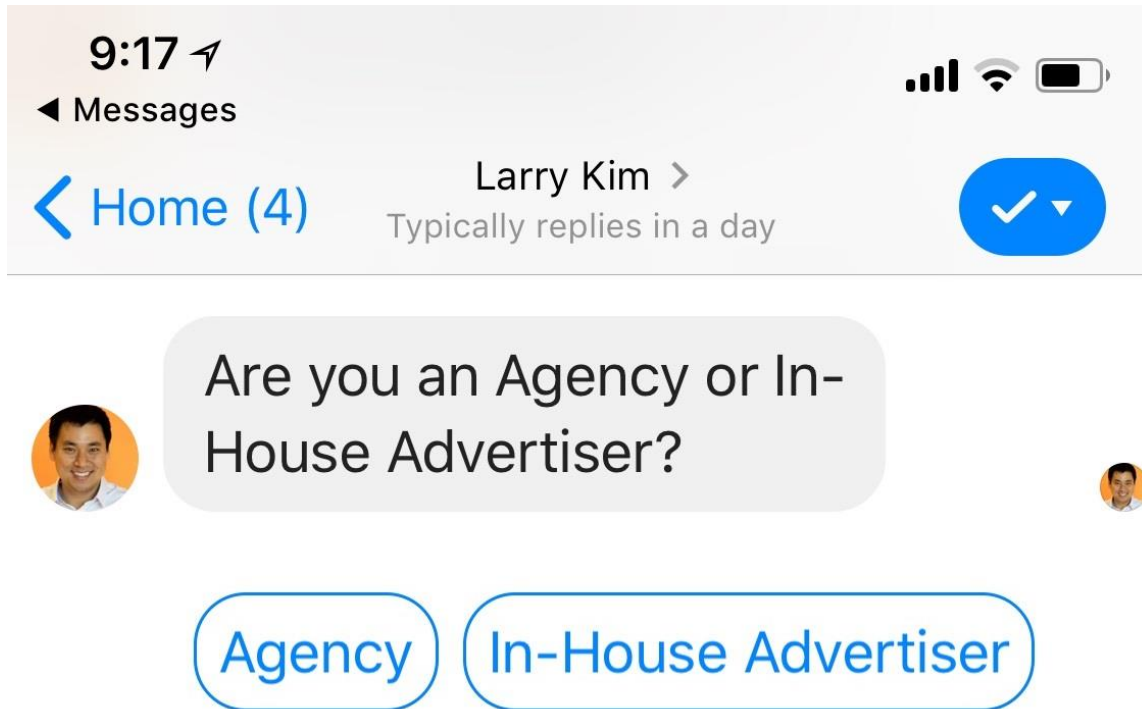 9:17
Messages
Home (4)
Larry Kim
Typically replies in a day
Are you an Agency or In-
House Advertiser?
Agency
In-House Advertiser